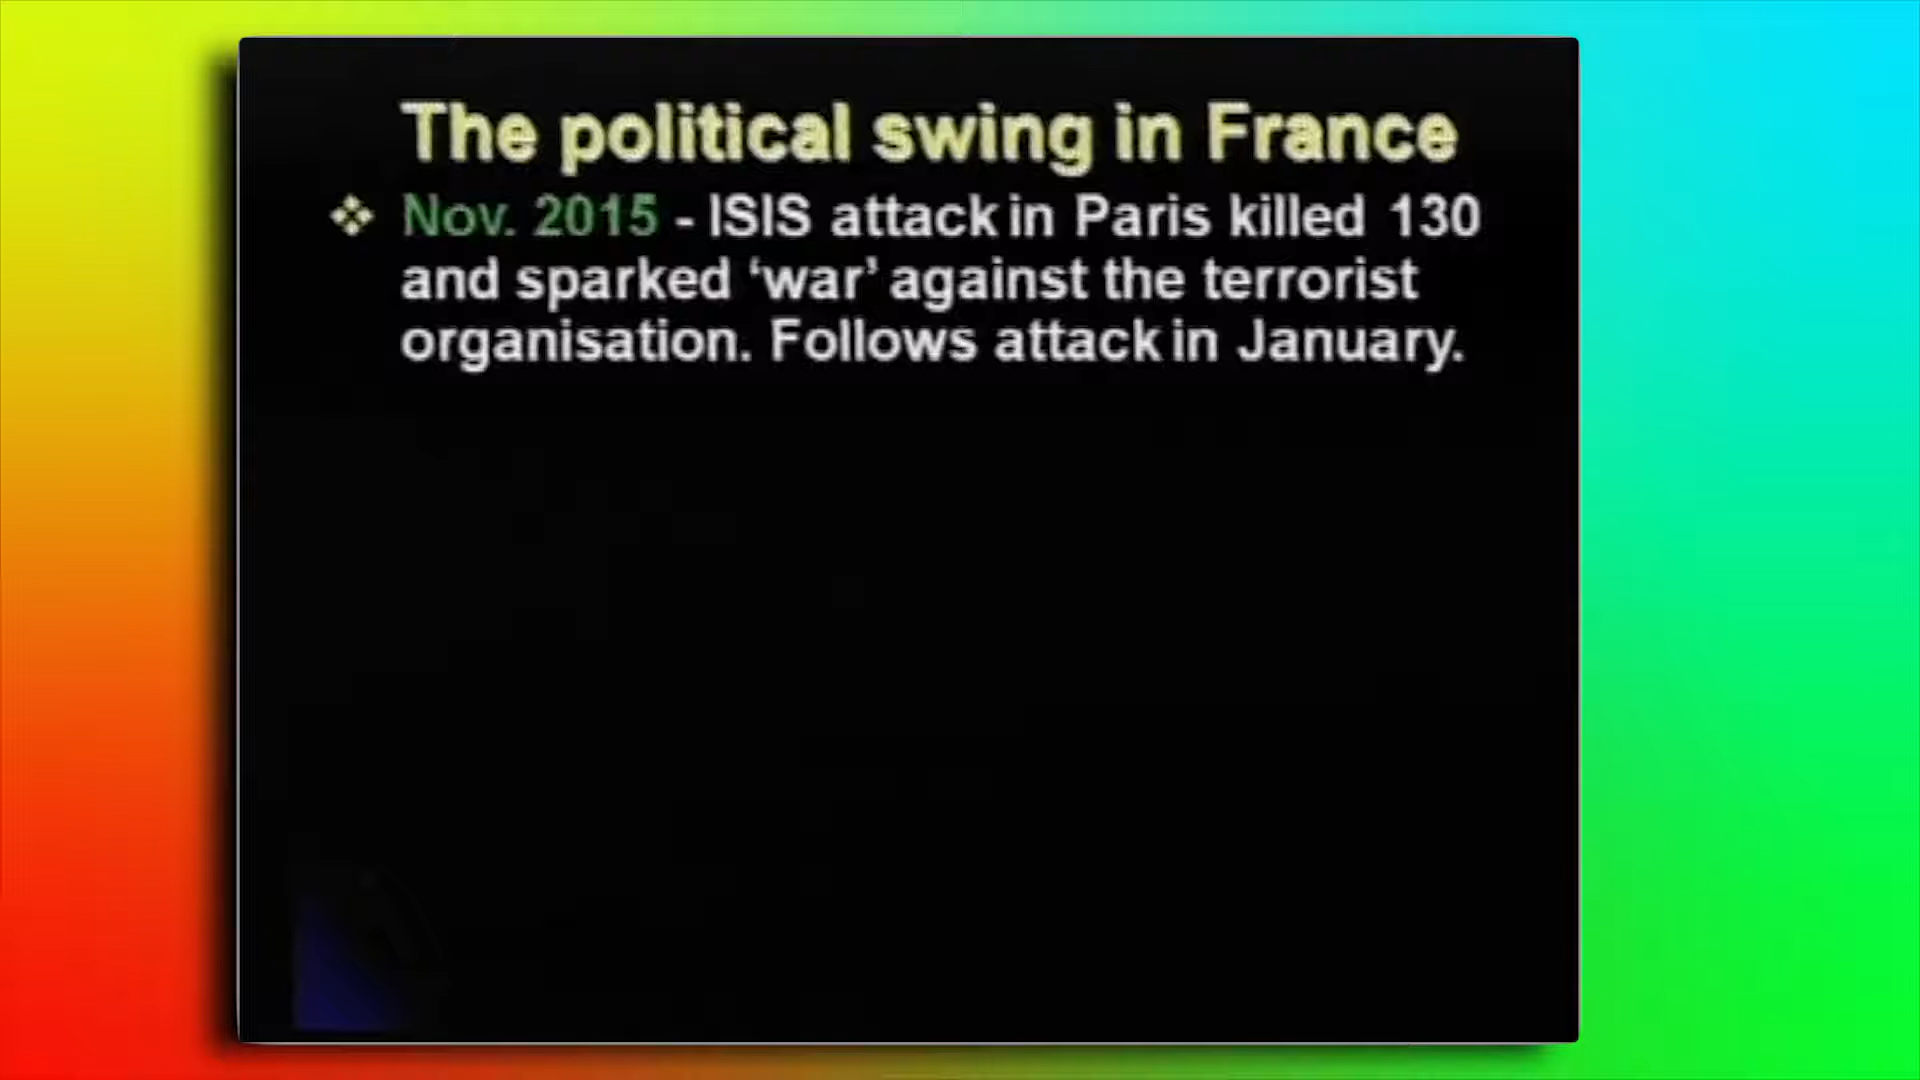 The political swing in France
Nov. 2015 - ISIS attack in Paris killed 130
and sparked ‘war’ against the terrorist
organisation. Follows attack in January.